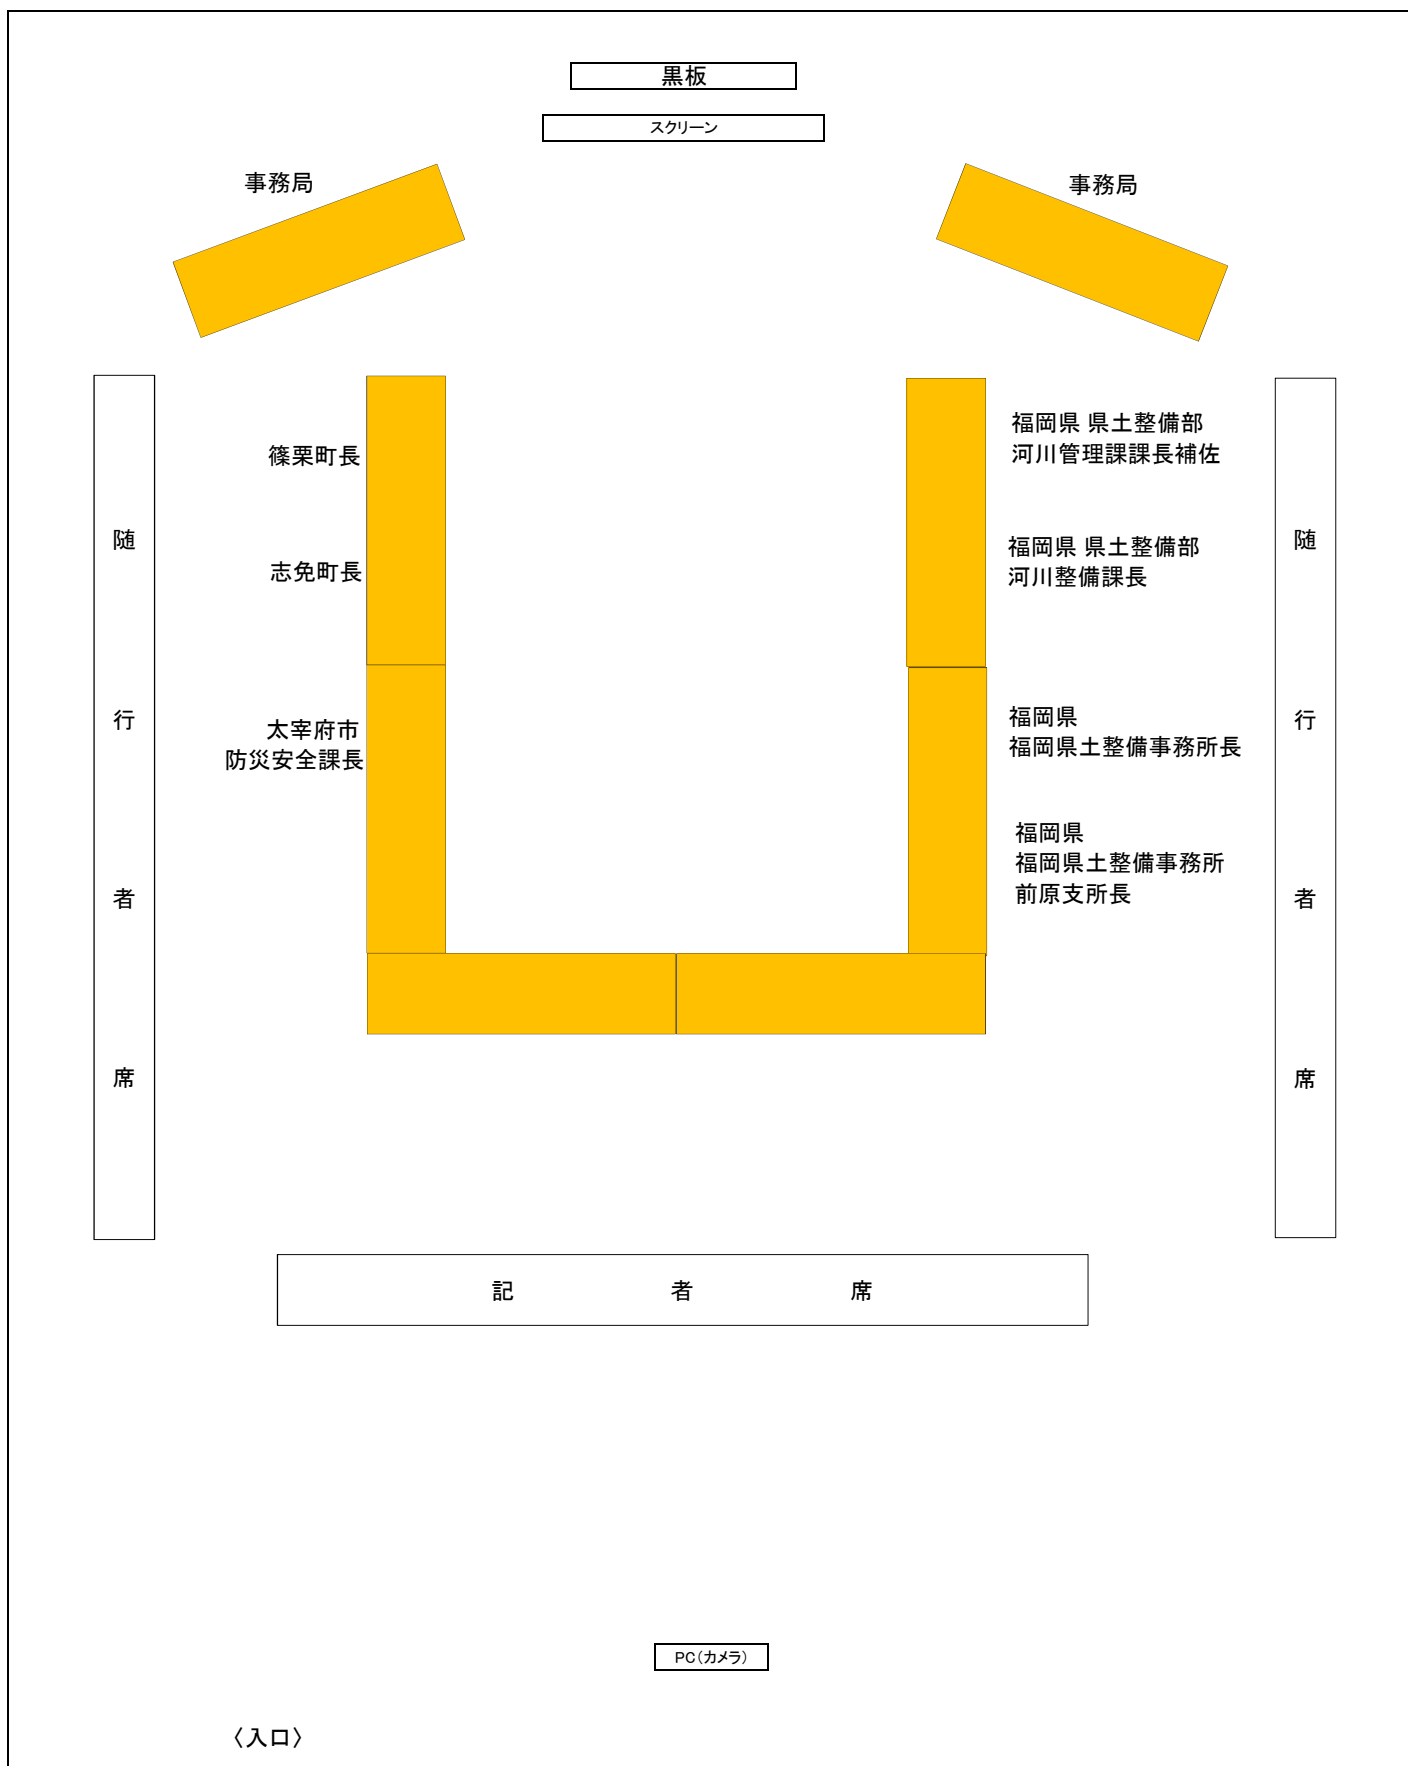 黒板
スクリーン
事務局
事務局
篠栗町長
志免町長
太宰府市
防災安全課長
福岡県 県土整備部
河川管理課課長補佐
福岡県 県土整備部
河川整備課長
福岡県
福岡県土整備事務所長
福岡県
福岡県土整備事務所
前原支所長
随行者席
随行者席
記者席
PC(カメラ)
〈入口〉